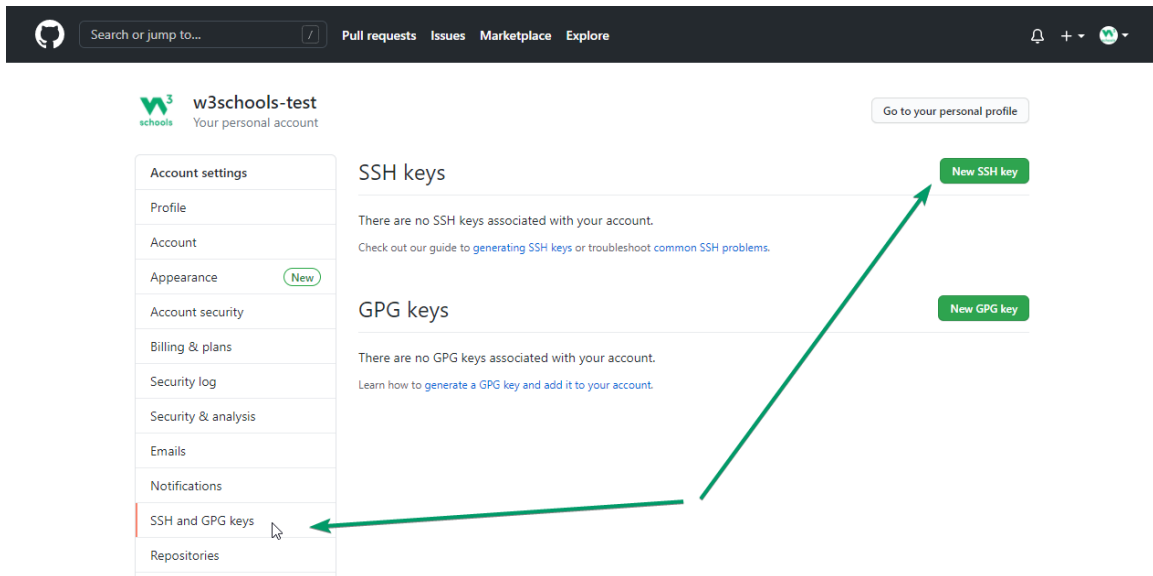 Search or jump to... /
Pull requests Issues Marketplace Explore
W3 schools
w3schools-test
Your personal account
Go to your personal profile
Account settings
Profile
Account
Appearance New
Account security
Billing & plans
Security log
Security & analysis
Emails
Notifications
SSH and GPG keys
Repositories
SSH keys
New SSH key
There are no SSH keys associated with your account.
Check out our guide to generating SSH keys or troubleshoot common SSH problems.
GPG keys
New GPG key
There are no GPG keys associated with your account.
Learn how to generate a GPG key and add it to your account.